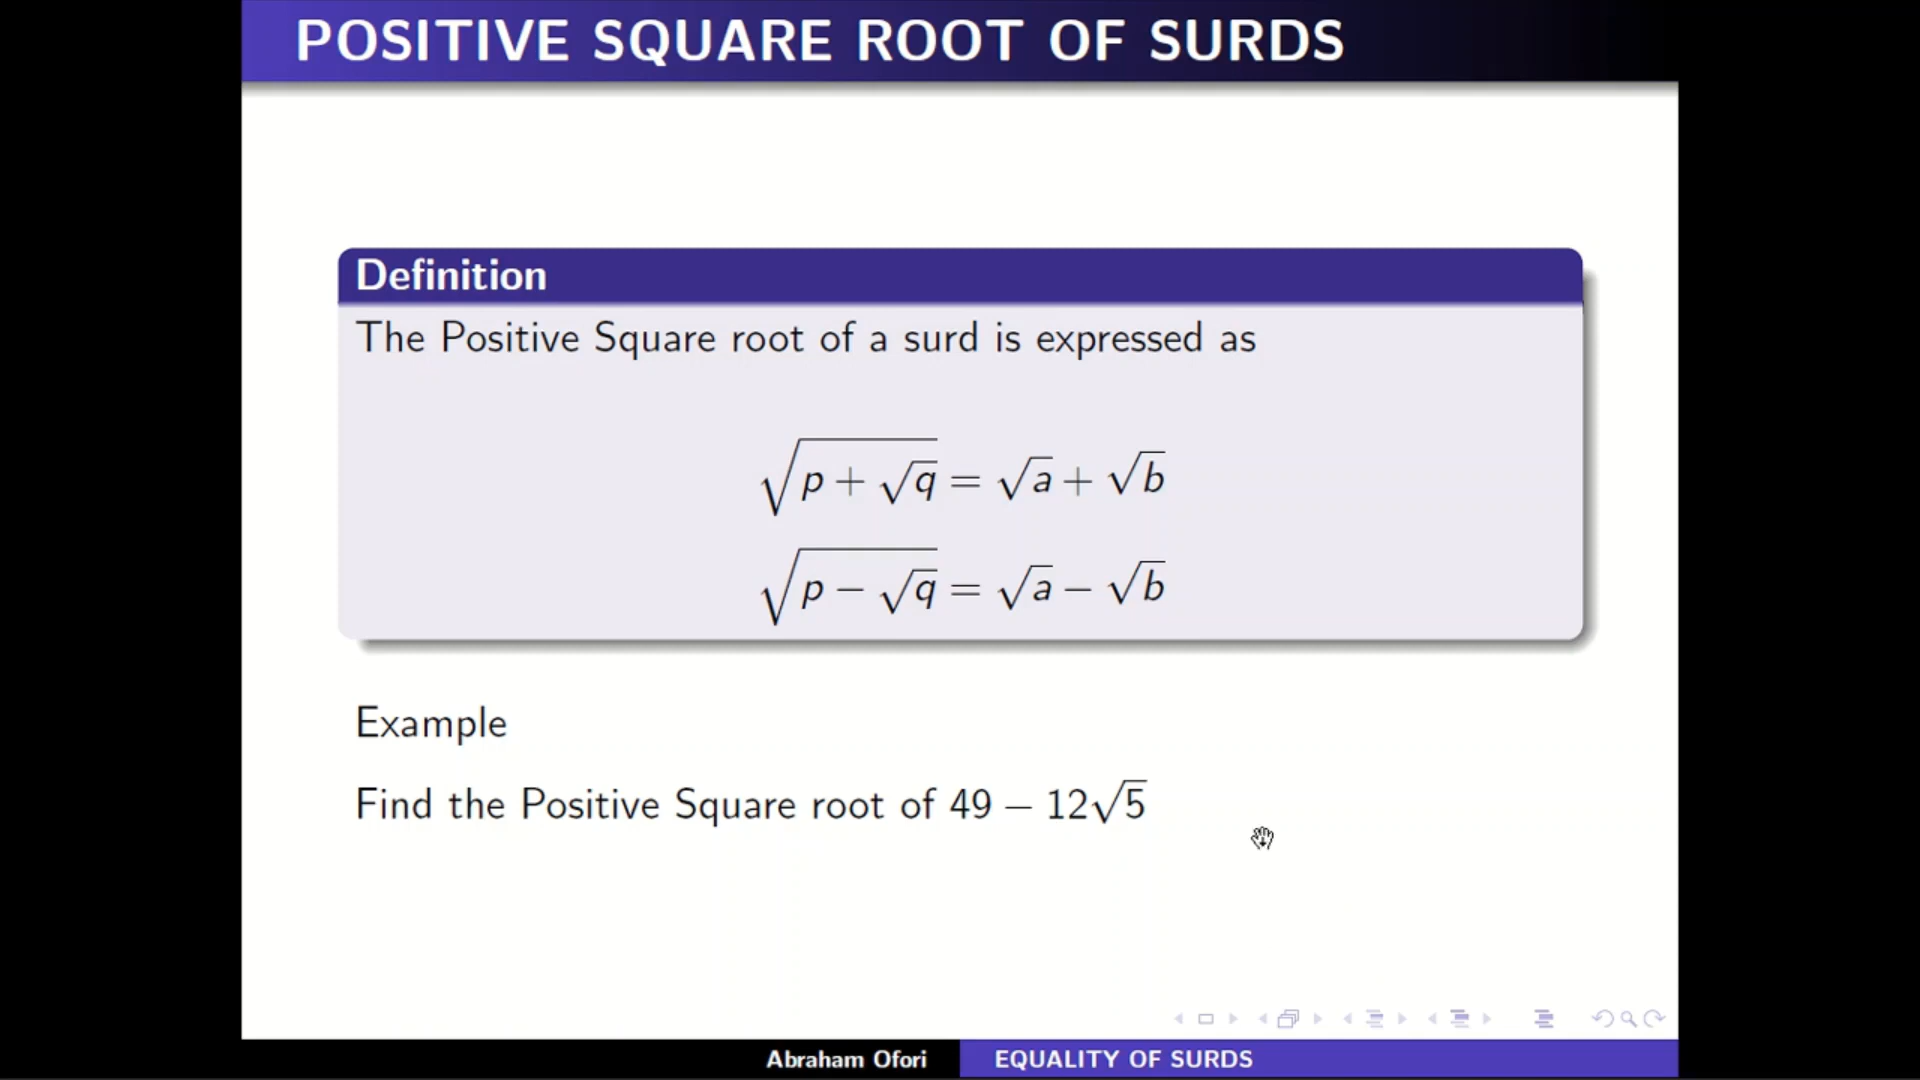 POSITIVE SQUARE ROOT OF SURDS
Definition
The Positive Square root of a surd is expressed as
√(p + √q) = √a + √b
√(p − √q) = √a − √b
Example
Find the Positive Square root of 49 − 12√5
Abraham Ofori EQUALITY OF SURDS